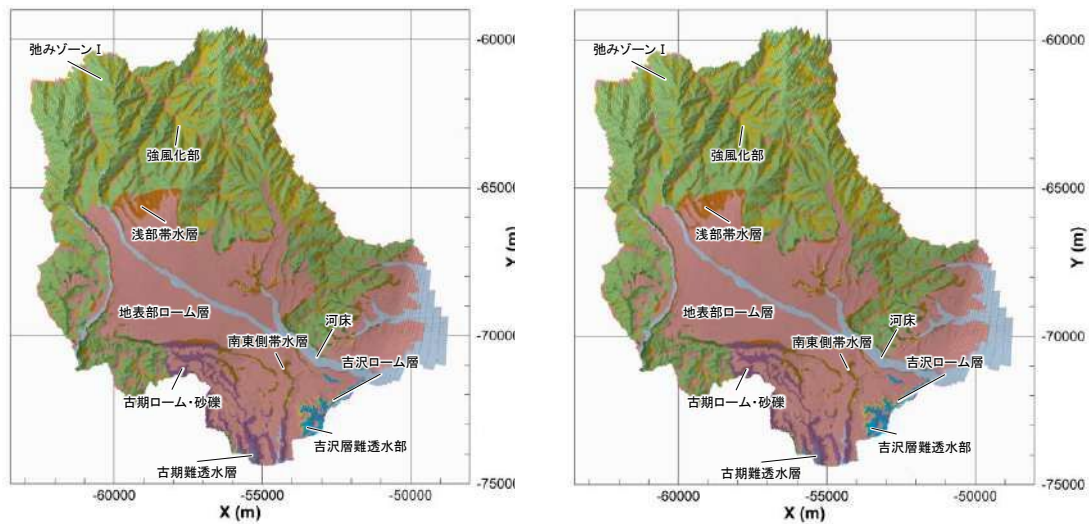 弛みゾーンⅠ
強風化部
浅部帯水層
地表部ローム層
河床
南東側帯水層
吉沢ローム層
古期ローム・砂礫
吉沢層難透水部
古期難透水層
-60000
-65000
-70000
-75000
Y (m)
-60000
-55000
-50000
X (m)
弛みゾーンⅠ
強風化部
浅部帯水層
地表部ローム層
河床
南東側帯水層
吉沢ローム層
古期ローム・砂礫
吉沢層難透水部
古期難透水層
-60000
-65000
-70000
-75000
Y (m)
-60000
-55000
-50000
X (m)